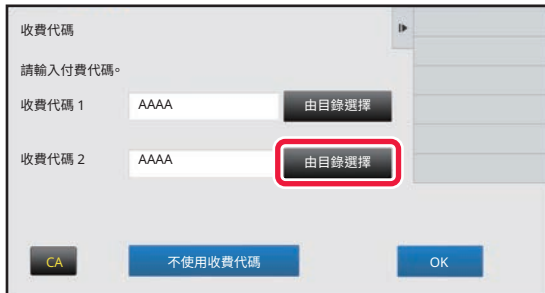 收費代碼
請輸入付費代碼。
收費代碼 1 AAAA 由目錄選擇
收費代碼 2 AAAA 由目錄選擇
CA 不使用收費代碼 OK